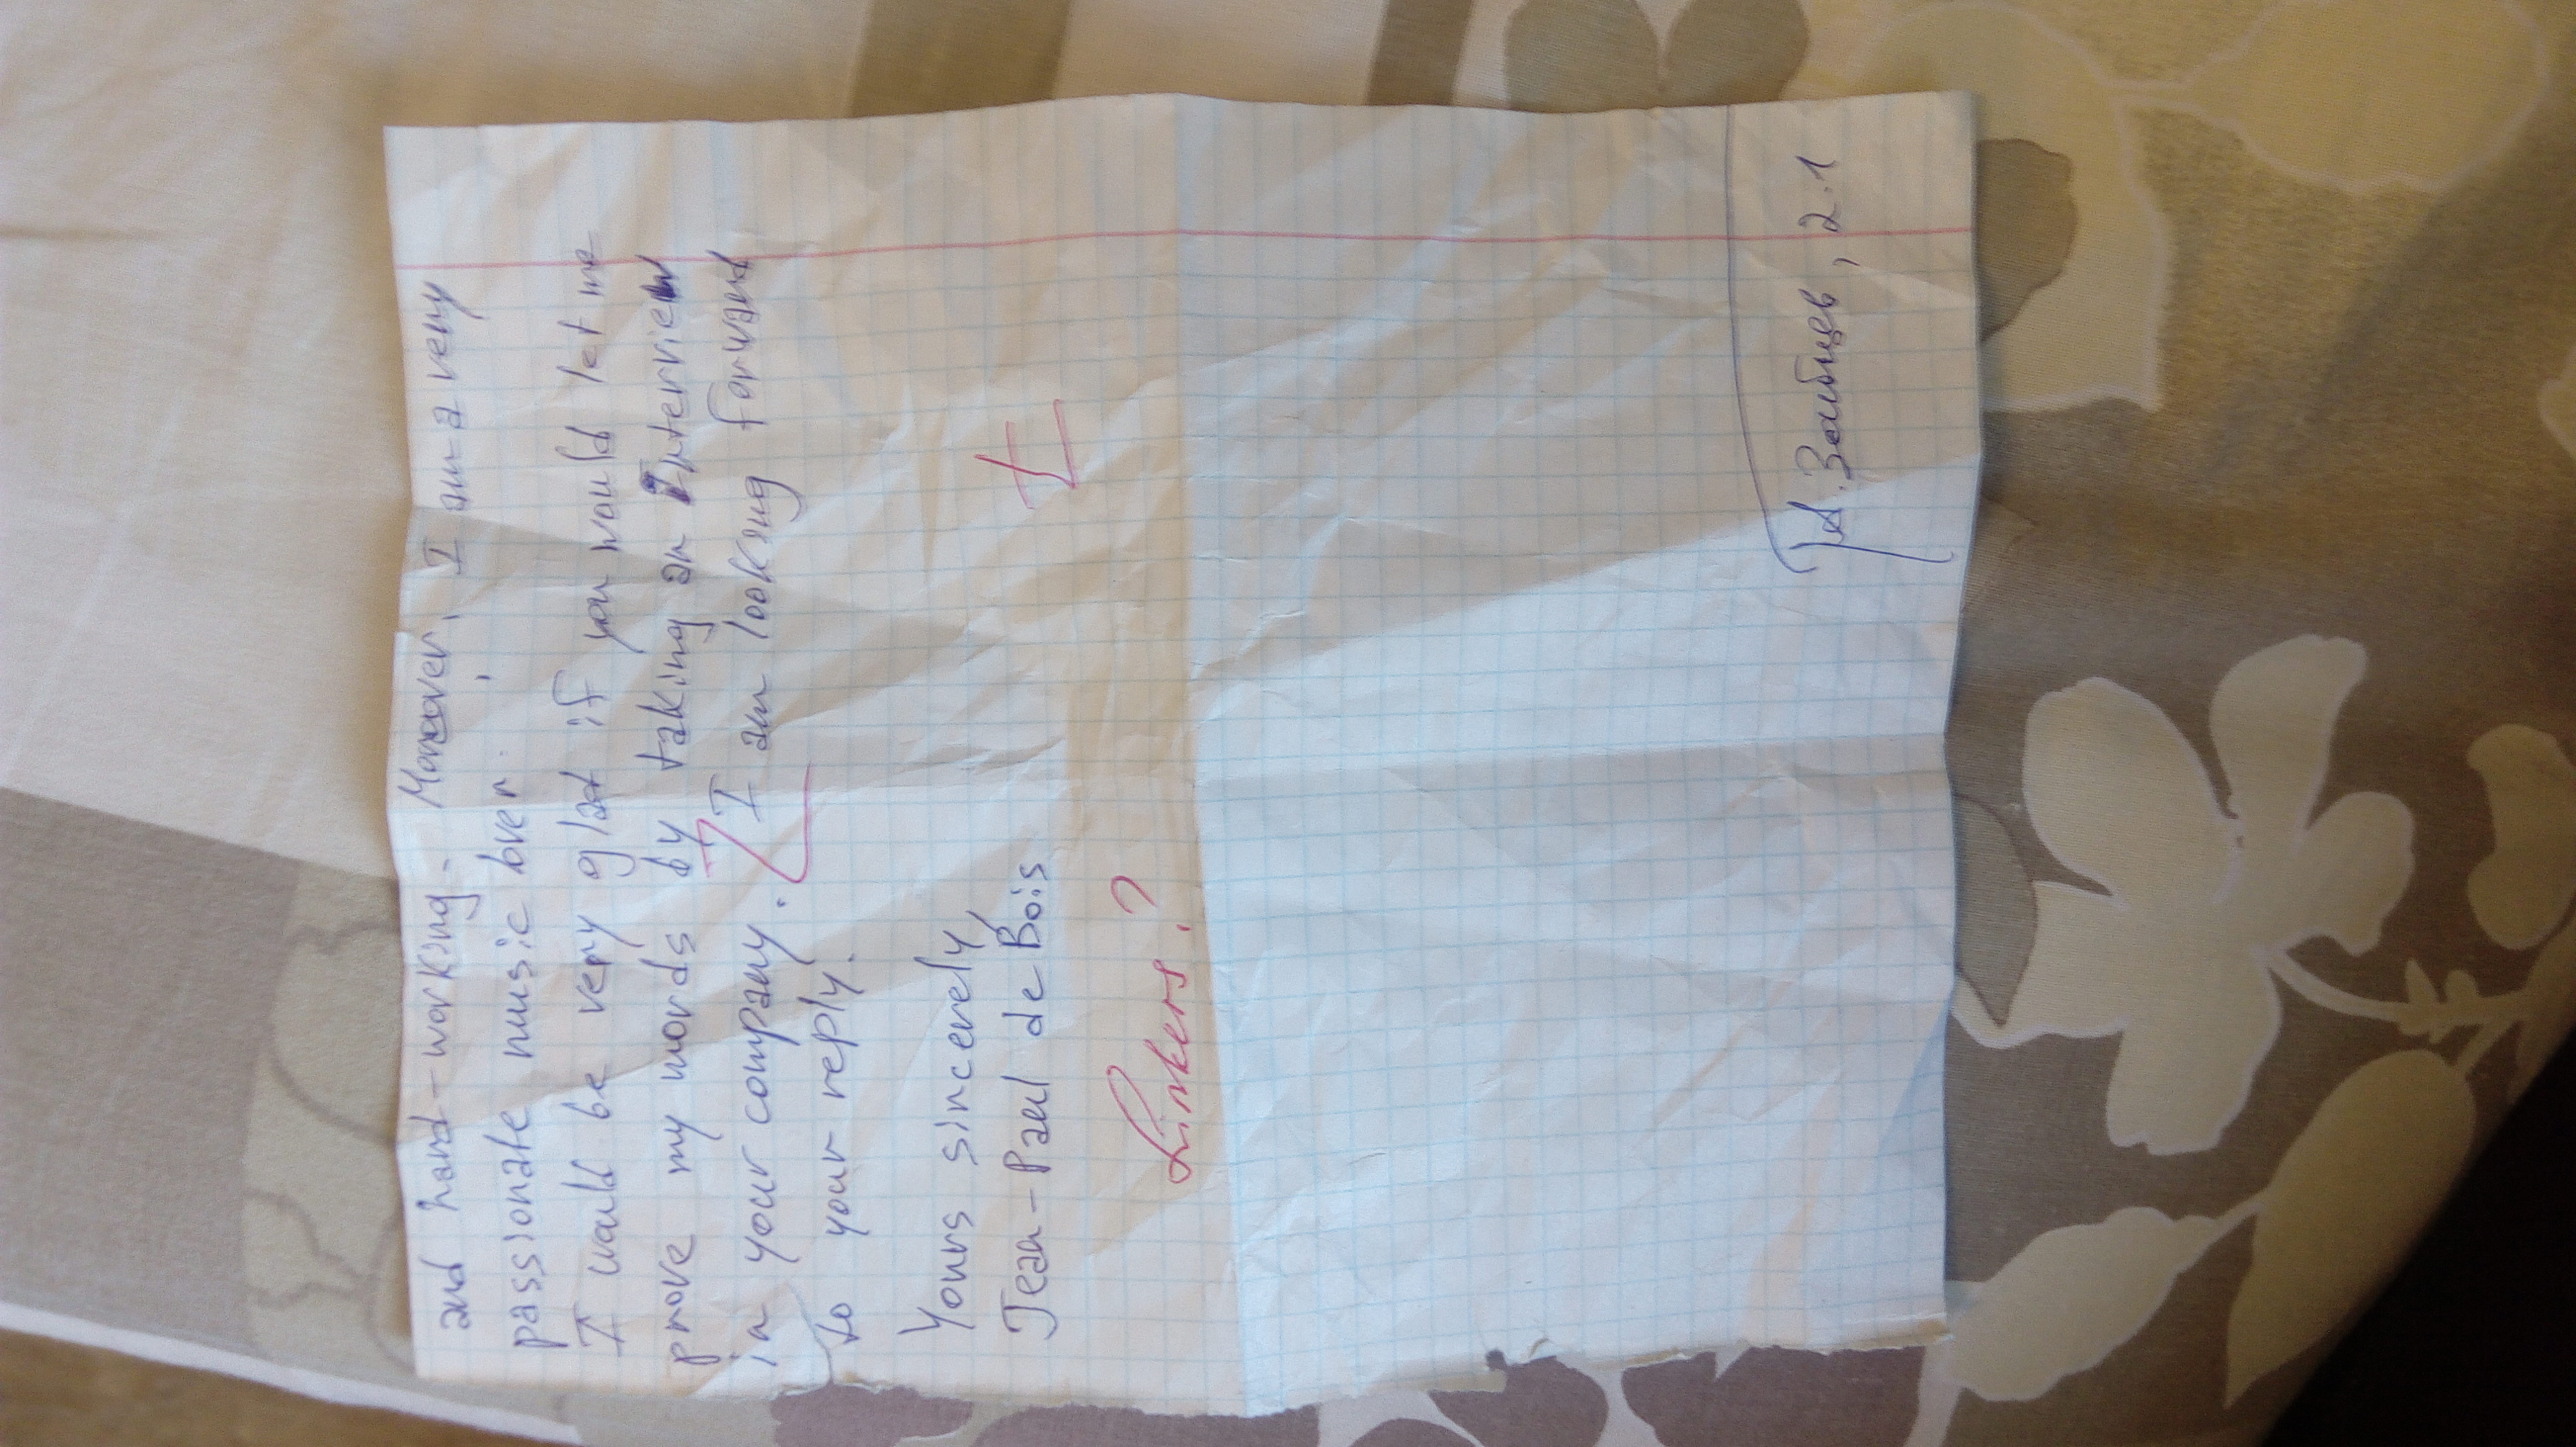 and hard-working. Moreover, I am a very
passionate music lover.
I would be very glat if you would let me
prove my words by taking an interview
in your company. I am looking forward
to your reply.
Yours sincerely,
Jean-Paul de Bois
Linkers?
А. Зайцев, 2.1